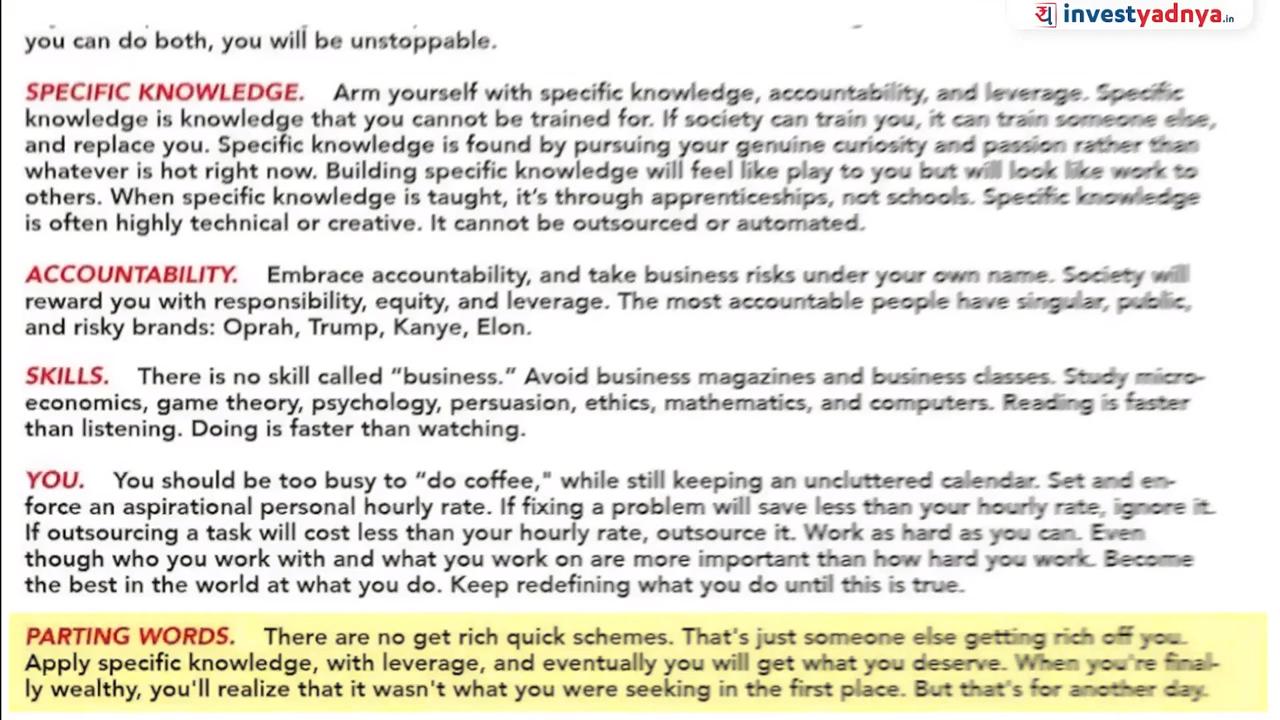 investyadnya.in
you can do both, you will be unstoppable.
SPECIFIC KNOWLEDGE. Arm yourself with specific knowledge, accountability, and leverage. Specific
knowledge is knowledge that you cannot be trained for. If society can train you, it can train someone else,
and replace you. Specific knowledge is found by pursuing your genuine curiosity and passion rather than
whatever is hot right now. Building specific knowledge will feel like play to you but will look like work to
others. When specific knowledge is taught, it's through apprenticeships, not schools. Specific knowledge
is often highly technical or creative. It cannot be outsourced or automated.
ACCOUNTABILITY. Embrace accountability, and take business risks under your own name. Society will
reward you with responsibility, equity, and leverage. The most accountable people have singular, public,
and risky brands: Oprah, Trump, Kanye, Elon.
SKILLS. There is no skill called “business.” Avoid business magazines and business classes. Study micro-
economics, game theory, psychology, persuasion, ethics, mathematics, and computers. Reading is faster
than listening. Doing is faster than watching.
YOU. You should be too busy to “do coffee," while still keeping an uncluttered calendar. Set and en-
force an aspirational personal hourly rate. If fixing a problem will save less than your hourly rate, ignore it.
If outsourcing a task will cost less than your hourly rate, outsource it. Work as hard as you can. Even
though who you work with and what you work on are more important than how hard you work. Become
the best in the world at what you do. Keep redefining what you do until this is true.
PARTING WORDS. There are no get rich quick schemes. That's just someone else getting rich off you.
Apply specific knowledge, with leverage, and eventually you will get what you deserve. When you're final-
ly wealthy, you'll realize that it wasn't what you were seeking in the first place. But that's for another day.